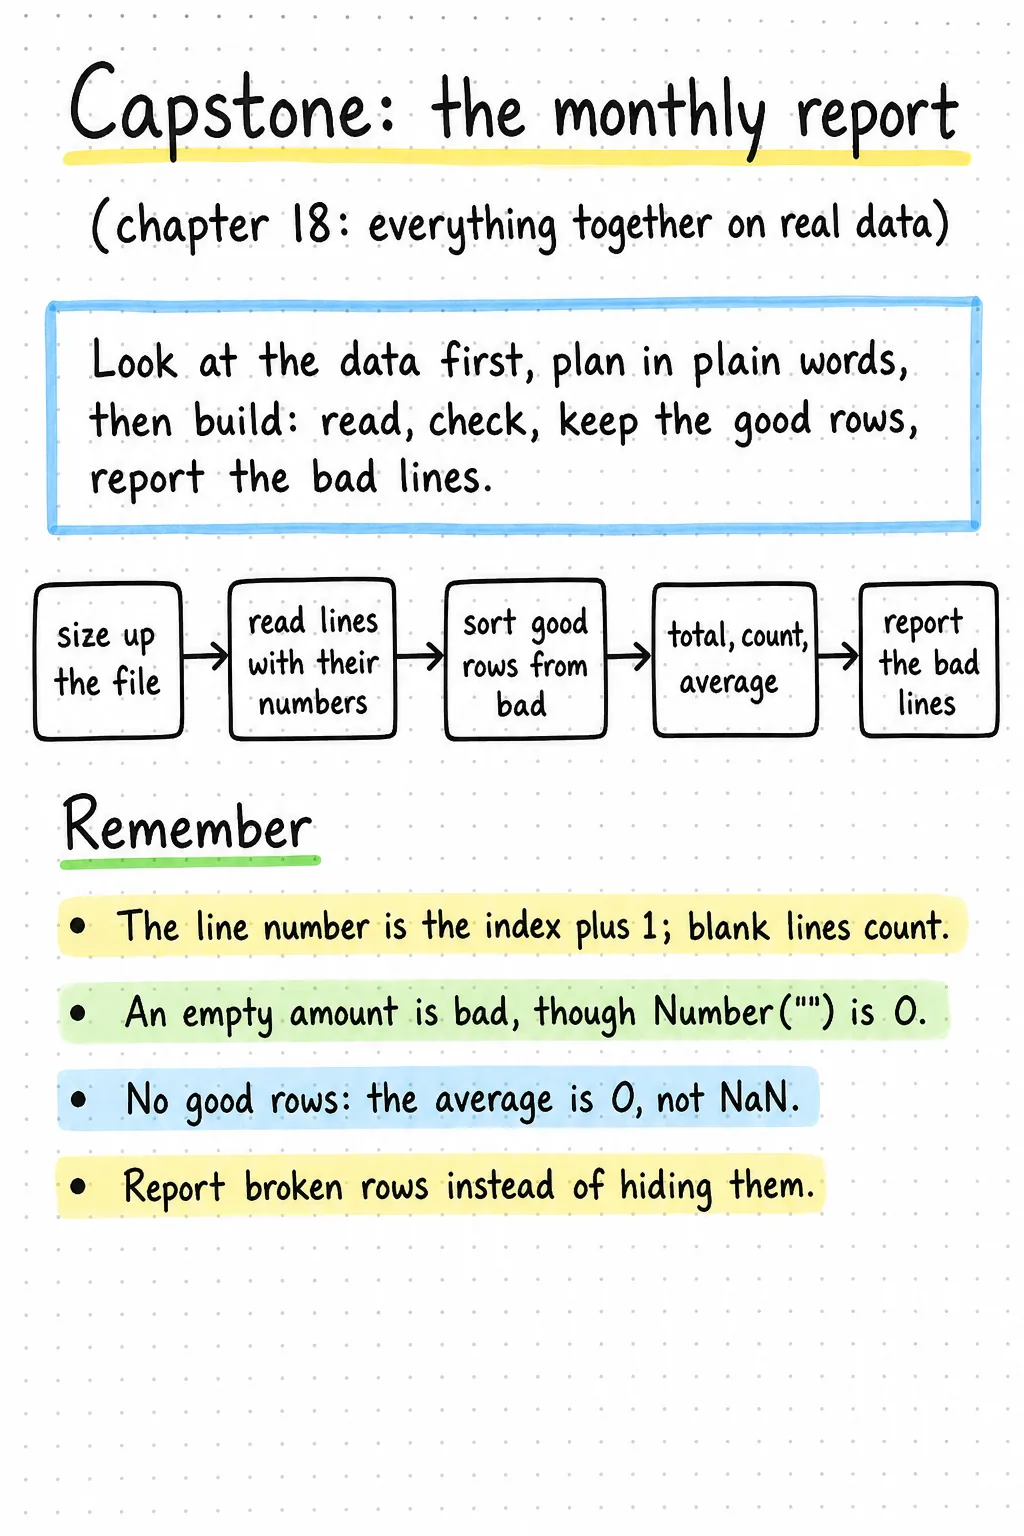 Capstone: the monthly report
(chapter 18: everything together on real data)
Look at the data first, plan in plain words,
then build: read, check, keep the good rows,
report the bad lines.
size up
the file
read lines
with their
numbers
sort good
rows from
bad
total, count,
average
report
the bad
lines
Remember
• The line number is the index plus 1; blank lines count.
• An empty amount is bad, though Number("") is 0.
• No good rows: the average is 0, not NaN.
• Report broken rows instead of hiding them.